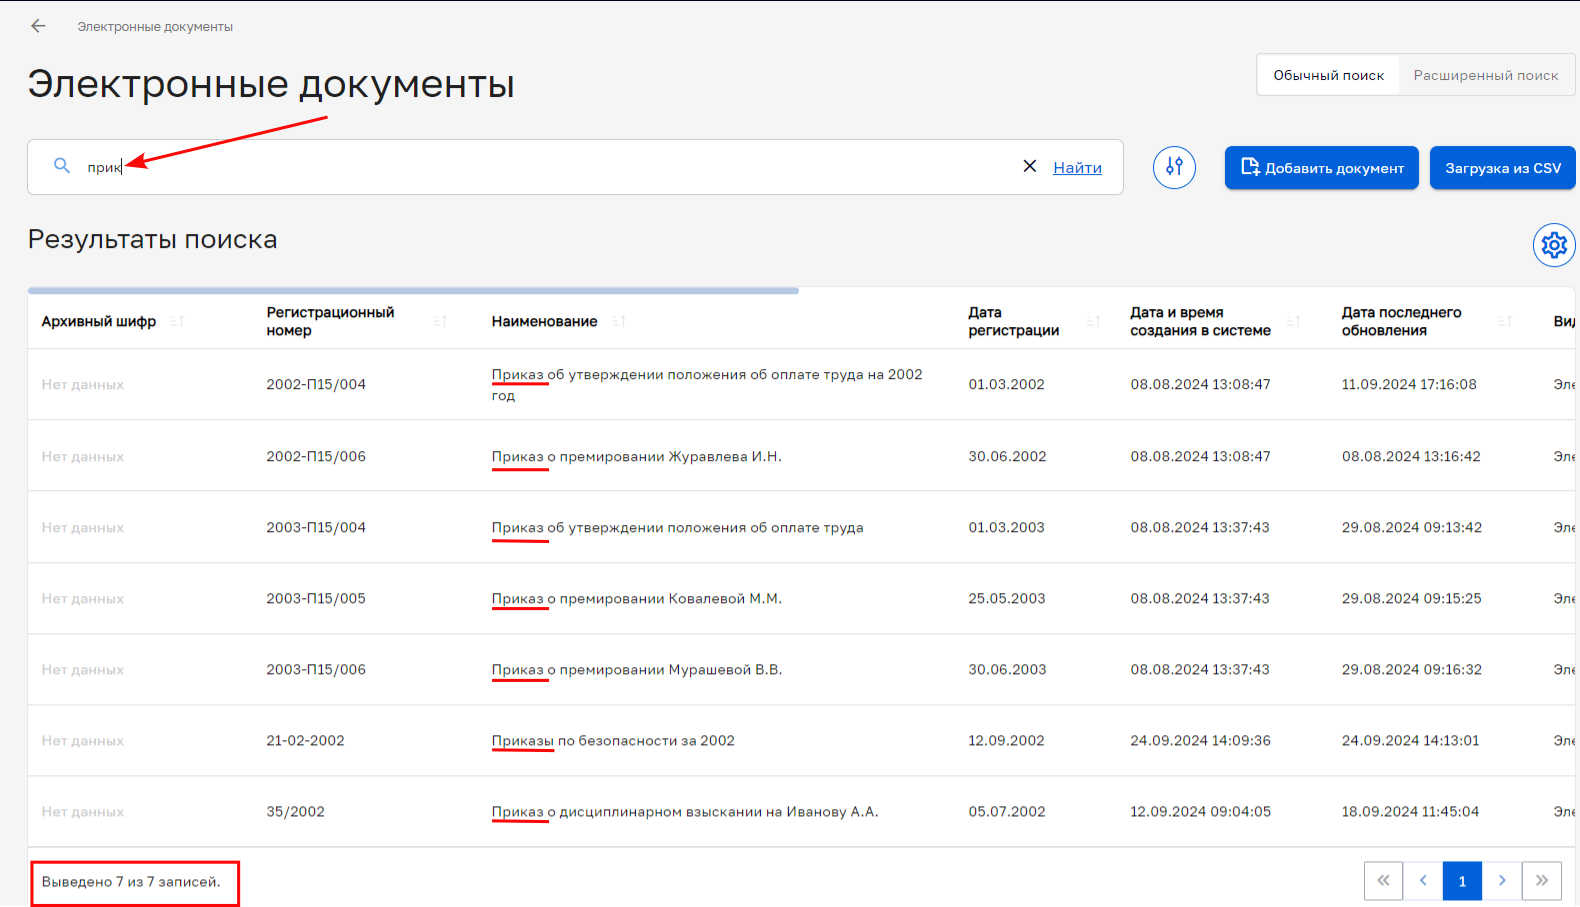 Электронные документы
Электронные документы
Обычный поиск Расширенный поиск
прик Найти
Добавить документ Загрузка из CSV
Результаты поиска
Архивный шифр Регистрационный номер Наименование Дата регистрации Дата и время создания в системе Дата последнего обновления Вид
Нет данных 2002-П15/004 Приказ об утверждении положения об оплате труда на 2002 год 01.03.2002 08.08.2024 13:08:47 11.09.2024 17:16:08 Эле
Нет данных 2002-П15/006 Приказ о премировании Журавлева И.Н. 30.06.2002 08.08.2024 13:08:47 08.08.2024 13:16:42 Эле
Нет данных 2003-П15/004 Приказ об утверждении положения об оплате труда 01.03.2003 08.08.2024 13:37:43 29.08.2024 09:13:42 Эле
Нет данных 2003-П15/005 Приказ о премировании Ковалевой М.М. 25.05.2003 08.08.2024 13:37:43 29.08.2024 09:15:25 Эле
Нет данных 2003-П15/006 Приказ о премировании Мурашевой В.В. 30.06.2003 08.08.2024 13:37:43 29.08.2024 09:16:32 Эле
Нет данных 21-02-2002 Приказы по безопасности за 2002 12.09.2002 24.09.2024 14:09:36 24.09.2024 14:13:01 Эле
Нет данных 35/2002 Приказ о дисциплинарном взыскании на Иванову А.А. 05.07.2002 12.09.2024 09:04:05 18.09.2024 11:45:04 Эле
Выведено 7 из 7 записей. « ‹ 1 › »